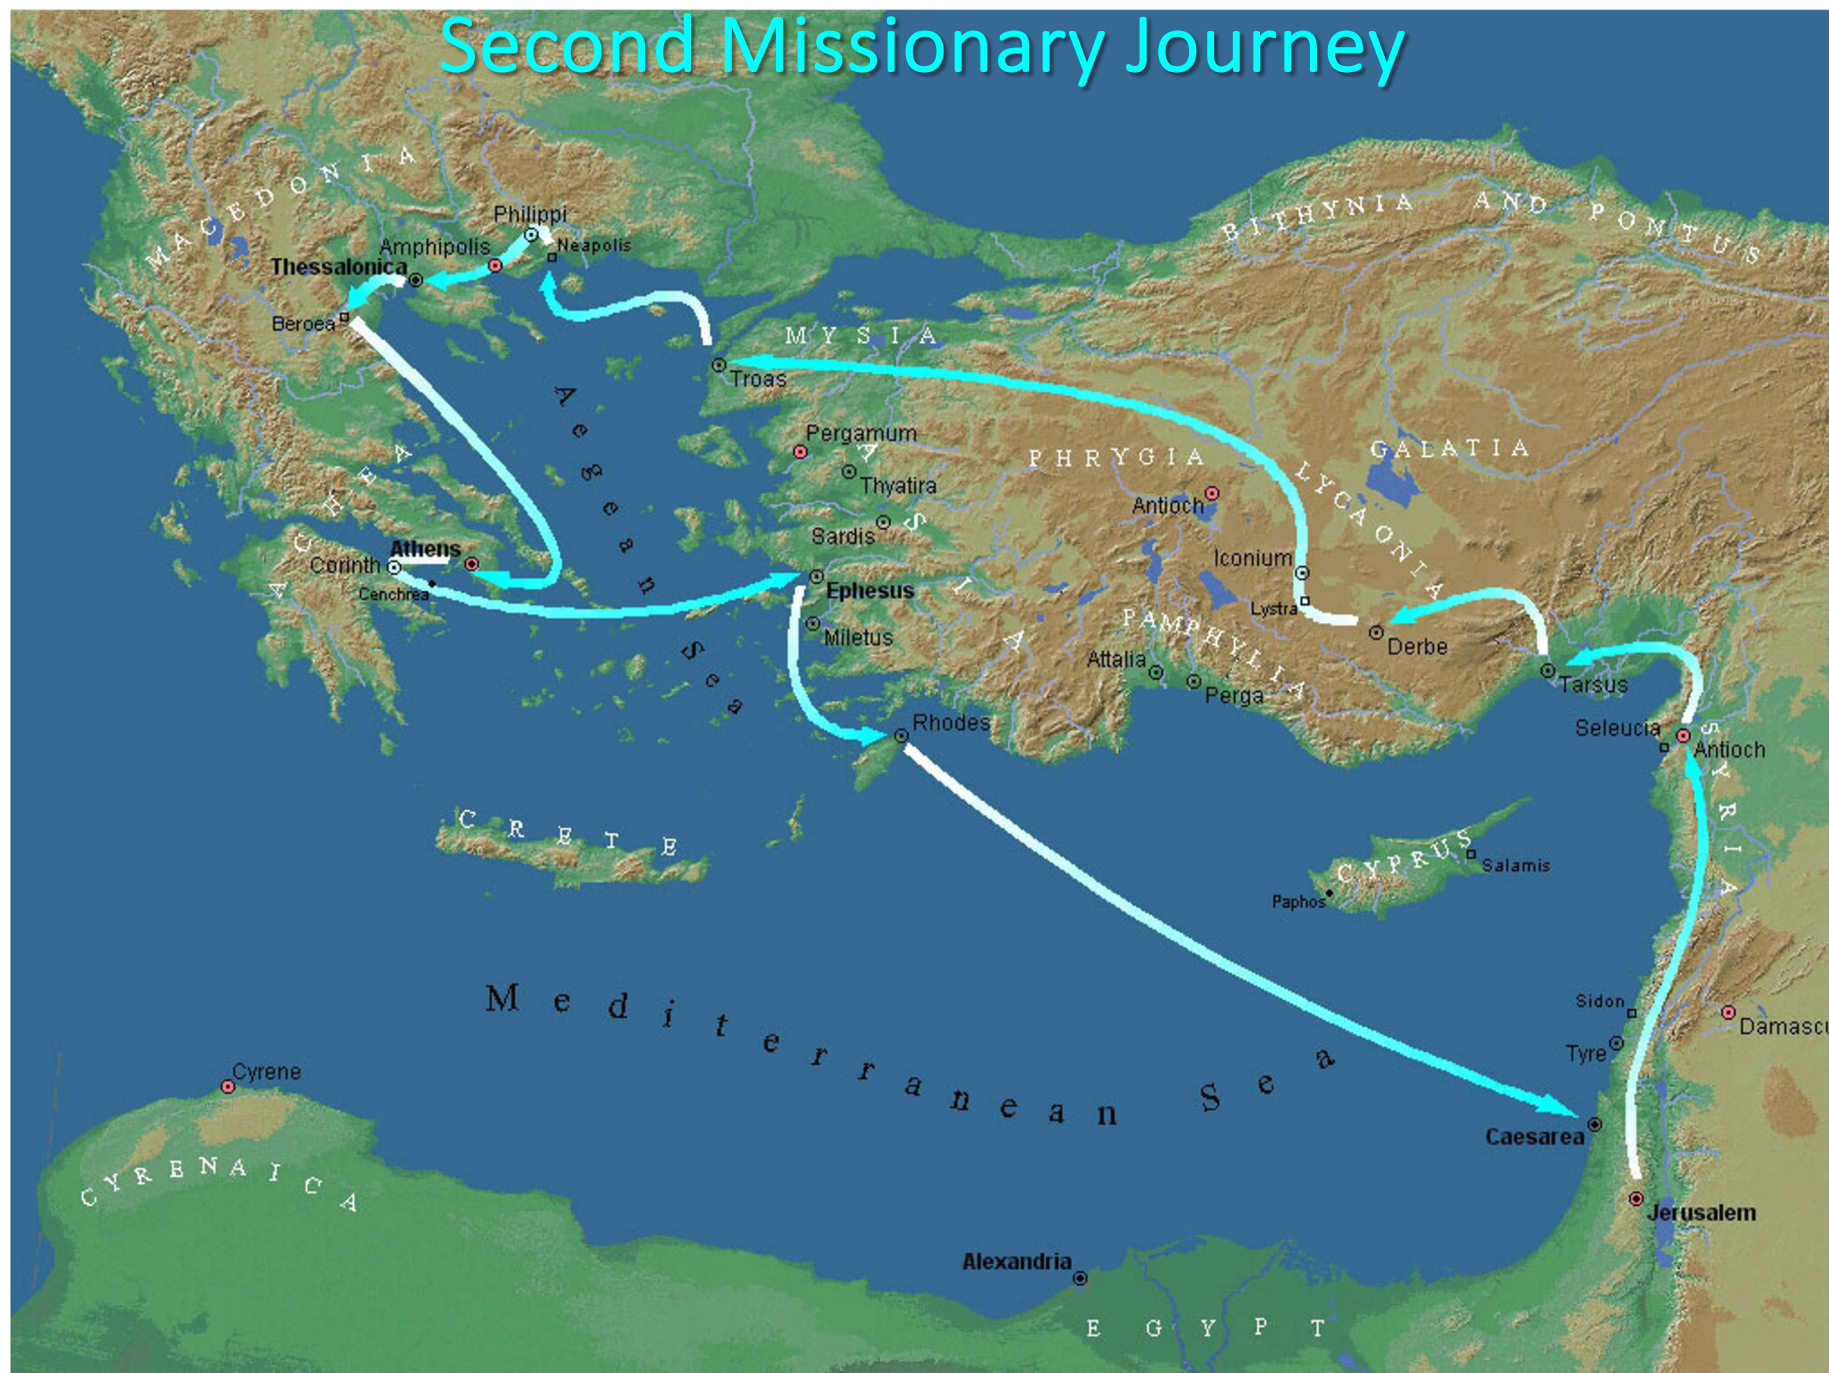 Second Missionary Journey
MACEDONIA
BITHYNIA AND PONTUS
Philippi
Neapolis
Amphipolis
Thessalonica
Beroea
MYSIA
Troas
Aegean Sea
Pergamum
Thyatira
Sardis
ASIA
PHRYGIA
Antioch
GALATIA
LYCAONIA
Iconium
Lystra
Derbe
ACHEA
Athens
Corinth
Cenchrea
Ephesus
Miletus
PAMPHYLIA
Attalia
Perga
Tarsus
Seleucia
Antioch
SYRIA
Rhodes
CRETE
CYPRUS
Salamis
Paphos
Mediterranean Sea
Sidon
Tyre
Damascu
Cyrene
CYRENAICA
Caesarea
Jerusalem
Alexandria
EGYPT